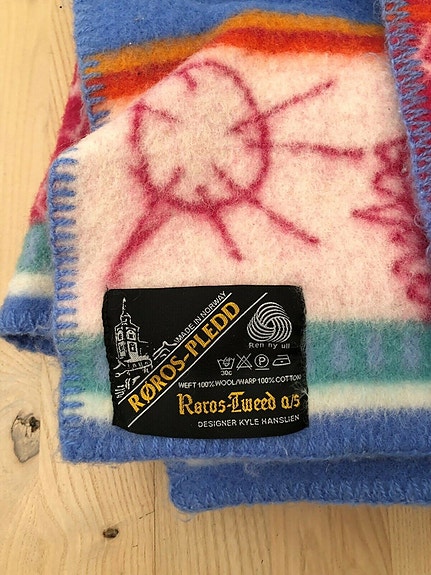 MADE IN NORWAY
RØROS-PLEDD
Ren ny ull
30c
P
WEFT 100% WOOL/WARP 100% COTTON
Røros-Tweed a/s
DESIGNER KYLE HANSLIEN